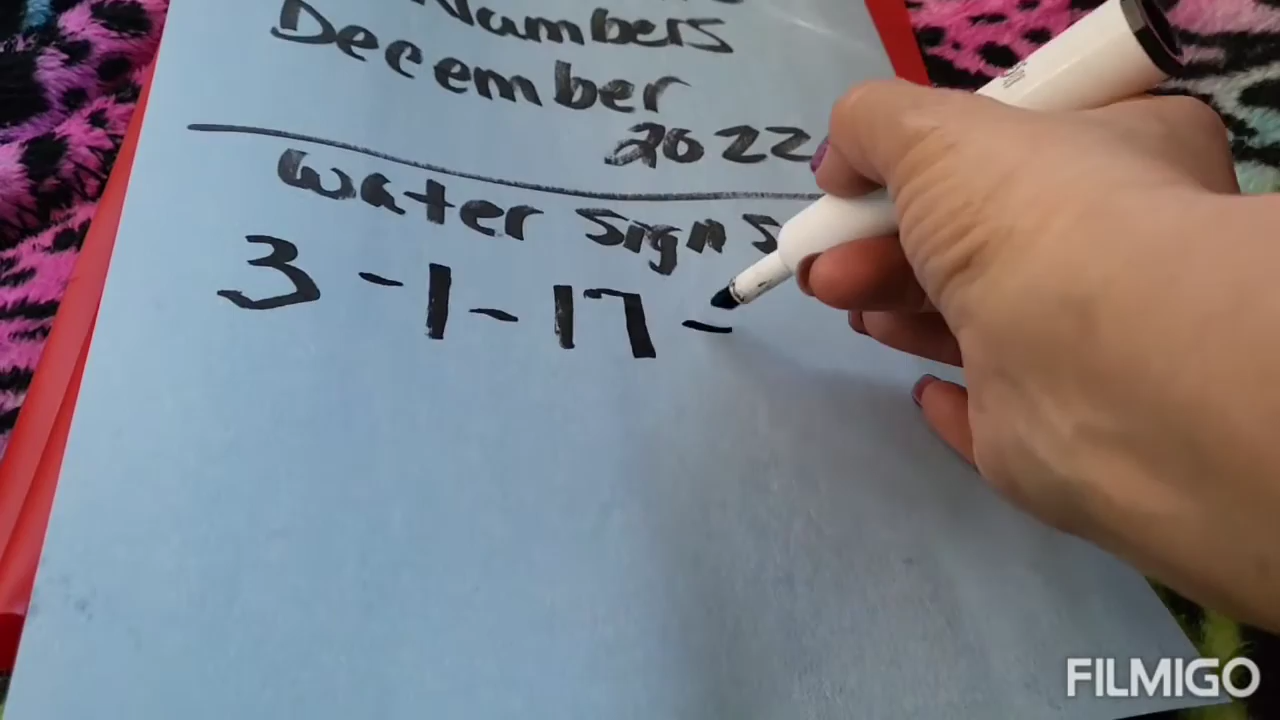 Numbers
December
2022
water signs
3 - 1 - 17 -
FILMIGO